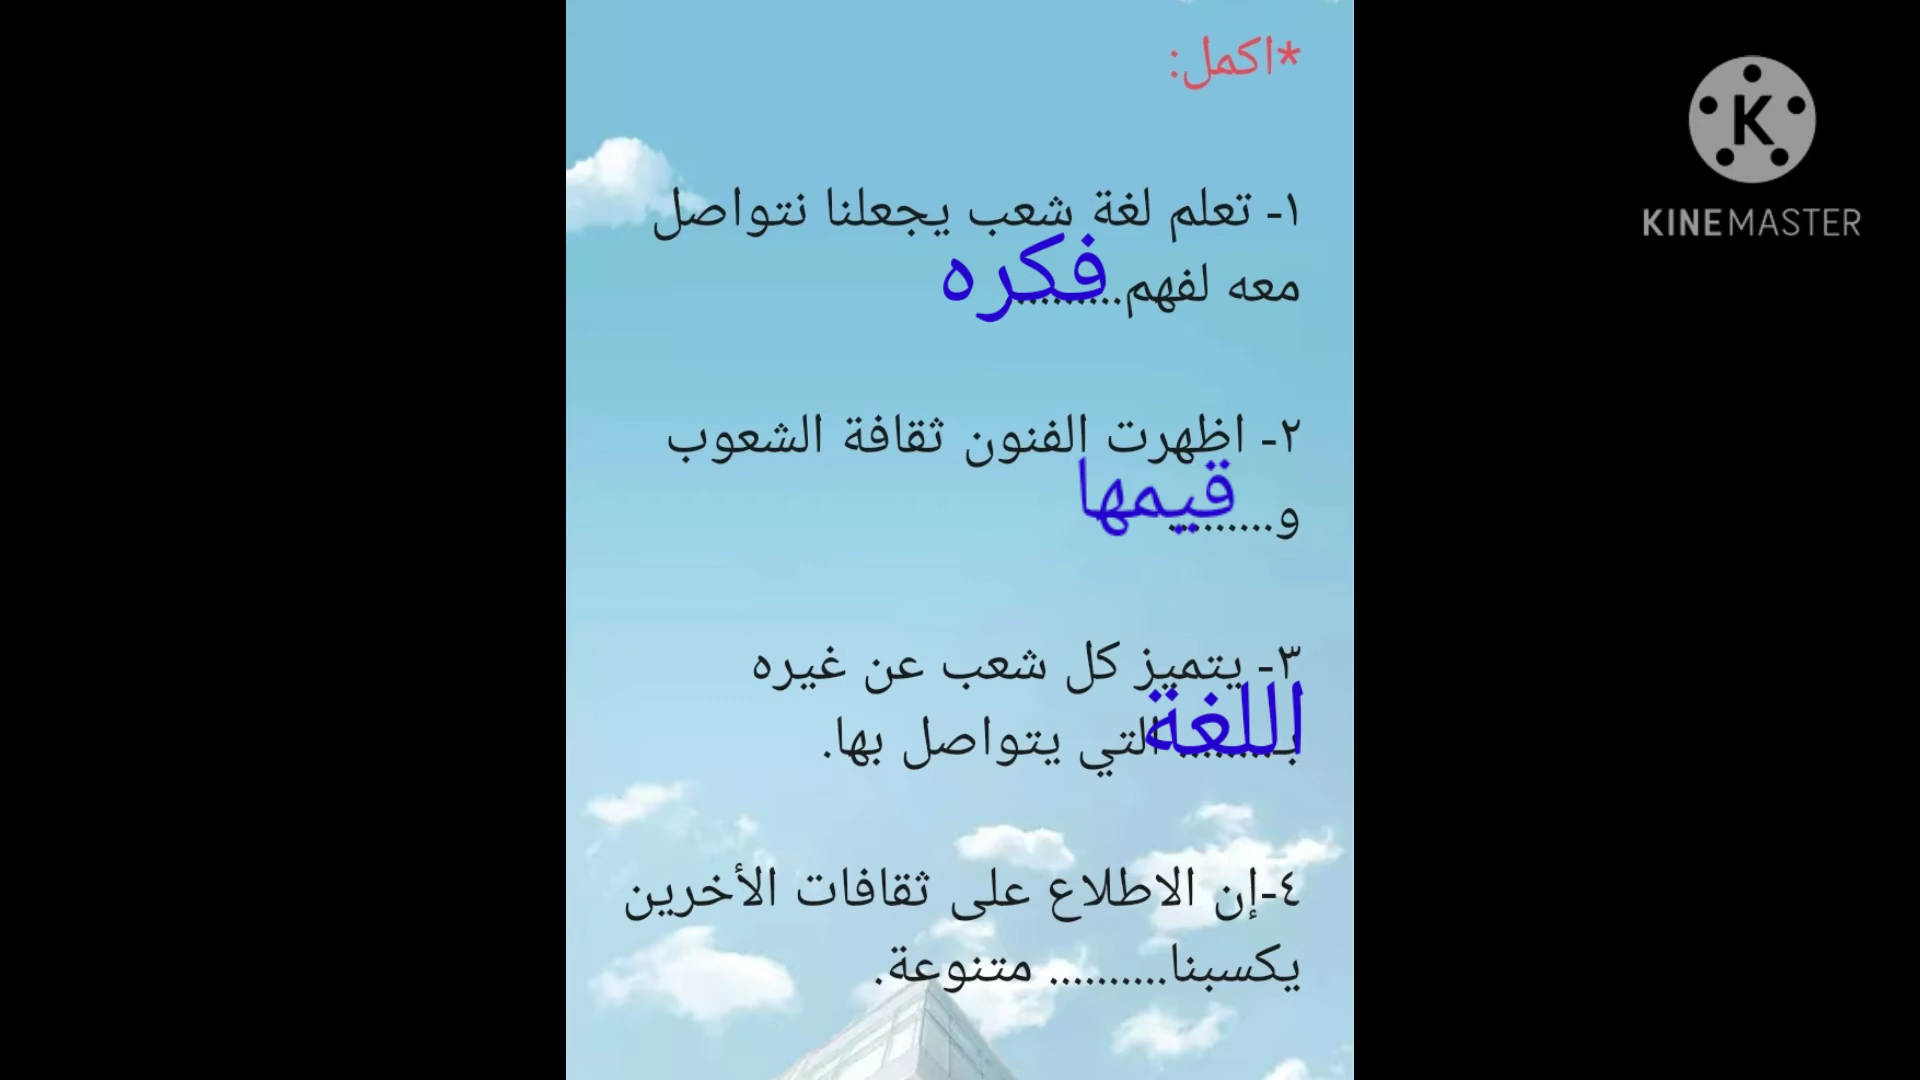 *اكمل:
١- تعلم لغة شعب يجعلنا نتواصل
معه لفهم.......... فكره
٢- اظهرت الفنون ثقافة الشعوب
و.......... قيمها
٣- يتميز كل شعب عن غيره
بـ......... اللغة التي يتواصل بها.
٤-إن الاطلاع على ثقافات الأخرين
يكسبنا.......... متنوعة.
K
KINEMASTER